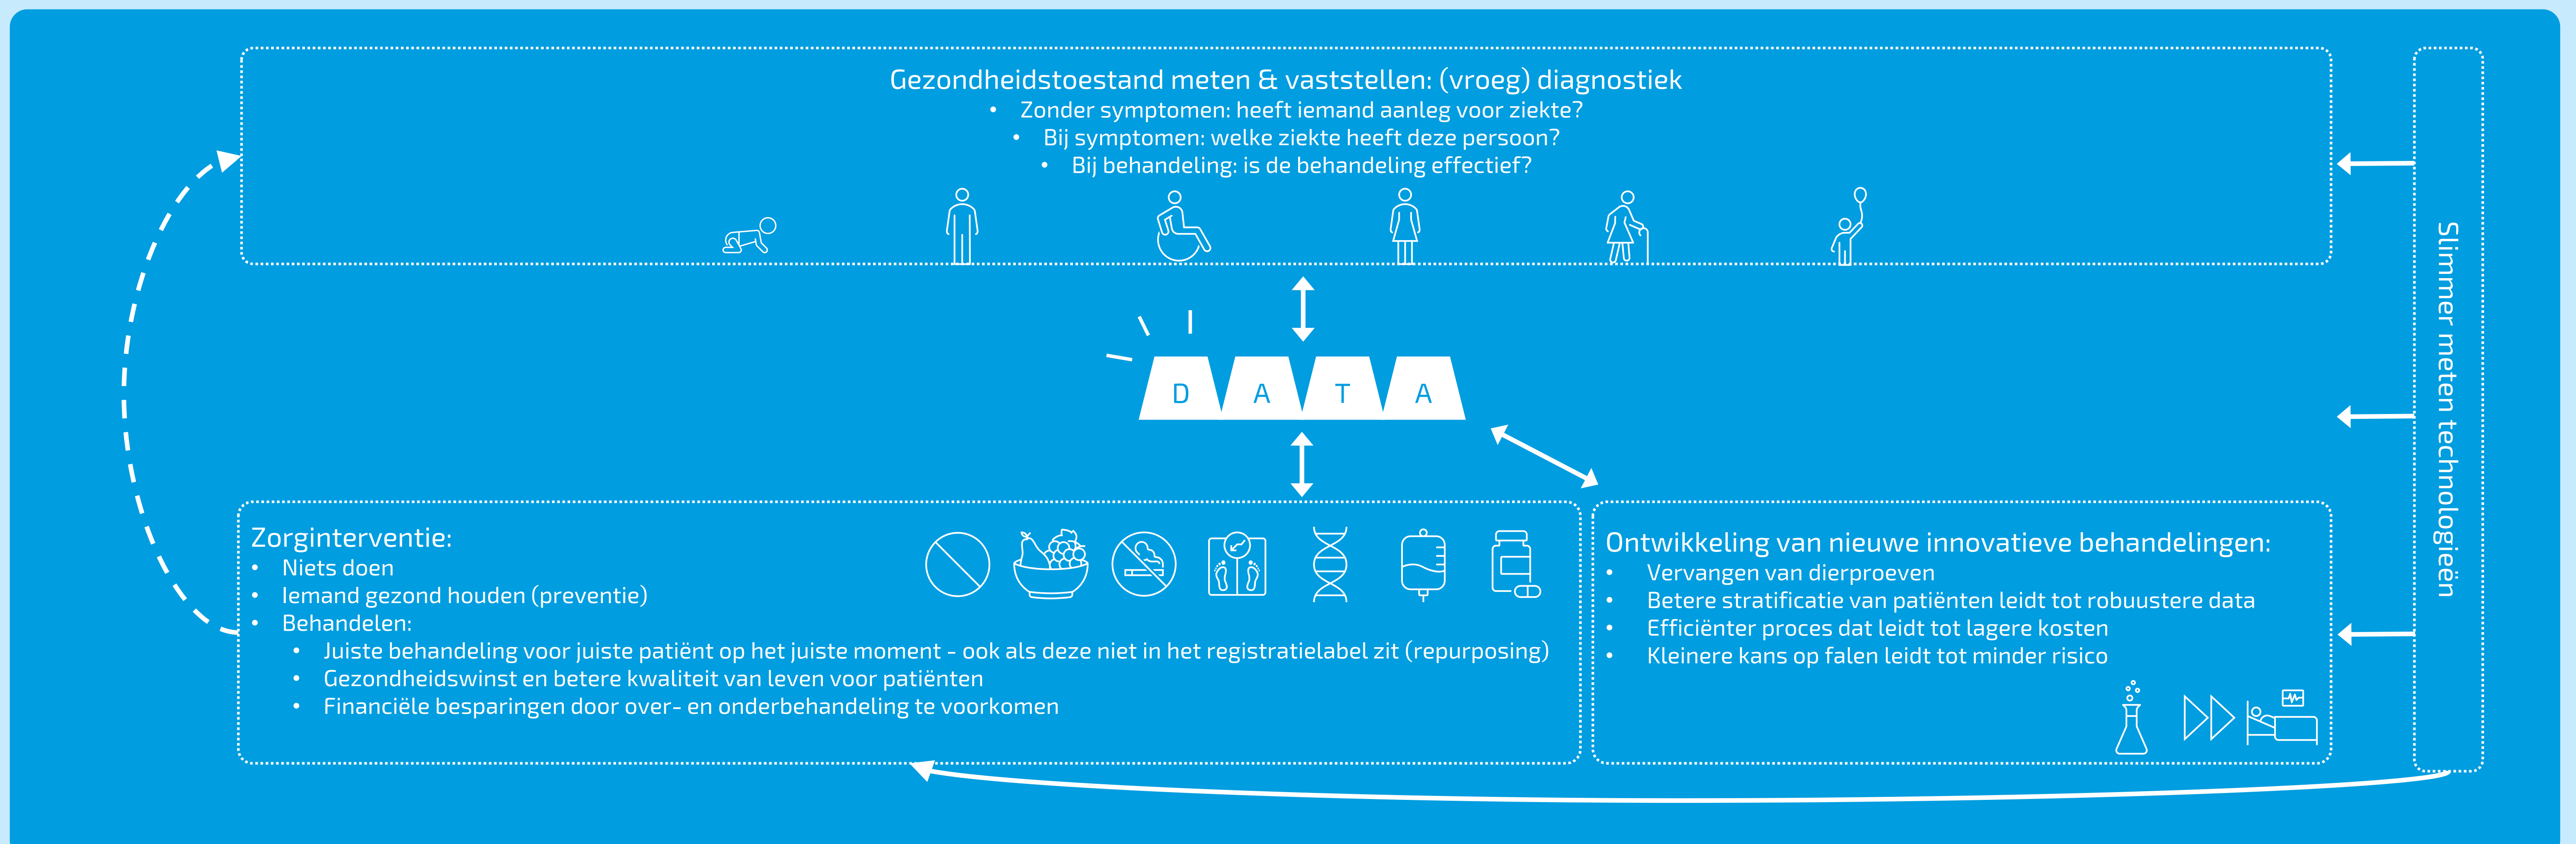 Gezondheidstoestand meten & vaststellen: (vroeg) diagnostiek
• Zonder symptomen: heeft iemand aanleg voor ziekte?
• Bij symptomen: welke ziekte heeft deze persoon?
• Bij behandeling: is de behandeling effectief?
D A T A
Zorginterventie:
• Niets doen
• Iemand gezond houden (preventie)
• Behandelen:
• Juiste behandeling voor juiste patiënt op het juiste moment - ook als deze niet in het registratielabel zit (repurposing)
• Gezondheidswinst en betere kwaliteit van leven voor patiënten
• Financiële besparingen door over- en onderbehandeling te voorkomen
Ontwikkeling van nieuwe innovatieve behandelingen:
• Vervangen van dierproeven
• Betere stratificatie van patiënten leidt tot robuustere data
• Efficiënter proces dat leidt tot lagere kosten
• Kleinere kans op falen leidt tot minder risico
Slimmer meten technologieën